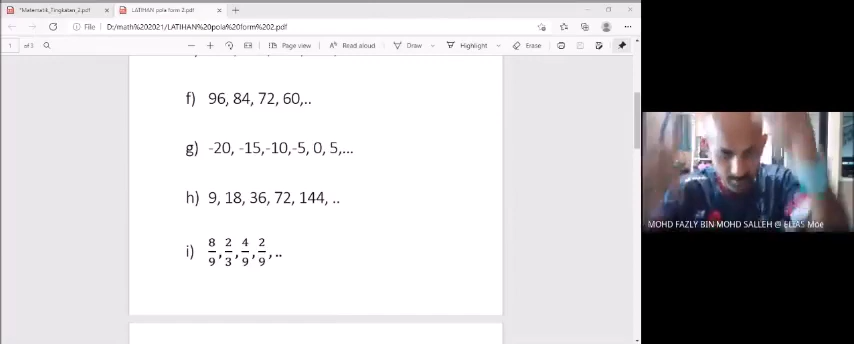 "Matematik_Tingkatan_2.pdf
LATIHAN pola form 2.pdf
File
D:/math%202021/LATIHAN%20pola%20form%202.pdf
1
of 3
Page view
Read aloud
Draw
Highlight
Erase
f) 96, 84, 72, 60,..
g) -20, -15,-10,-5, 0, 5,...
h) 9, 18, 36, 72, 144, ..
i) 8/9, 2/3, 4/9, 2/9, ..
MOHD FAZLY BIN MOHD SALLEH @ ELIAS Moe